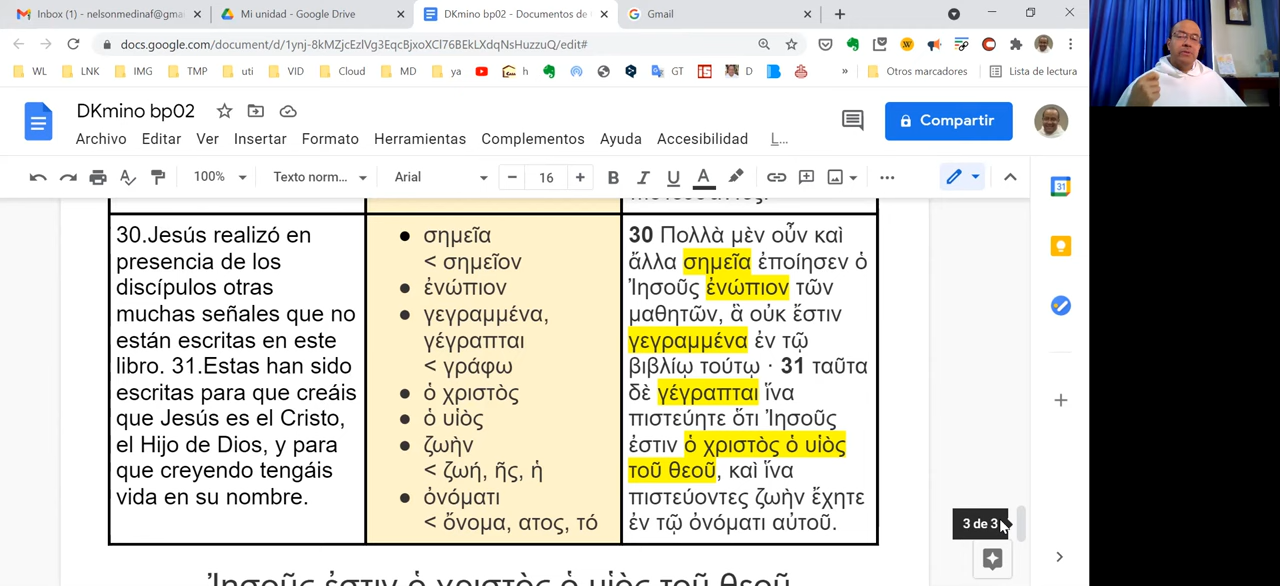 Inbox (1) - nelsonmedinaf@gma
Mi unidad - Google Drive
DKmino bp02 - Documentos de
Gmail
docs.google.com/document/d/1ynj-8kMZjcEzlVg3EqcBjxoXCl76BEkLXdqNsHuzzuQ/edit#
WL LNK IMG TMP uti VID Cloud MD ya h GT D » Otros marcadores Lista de lectura
DKmino bp02
Compartir
Archivo Editar Ver Insertar Formato Herramientas Complementos Ayuda Accesibilidad L...
100% Texto norm... Arial 16 B I U A
30.Jesús realizó en
presencia de los
discípulos otras
muchas señales que no
están escritas en este
libro. 31.Estas han sido
escritas para que creáis
que Jesús es el Cristo,
el Hijo de Dios, y para
que creyendo tengáis
vida en su nombre.
● σημεῖα
< σημεῖον
● ἐνώπιον
● γεγραμμένα,
γέγραπται
< γράφω
● ὁ χριστὸς
● ὁ υἱὸς
● ζωὴν
< ζωή, ῆς, ἡ
● ὀνόματι
< ὄνομα, ατος, τό
30 Πολλὰ μὲν οὖν καὶ
ἄλλα σημεῖα ἐποίησεν ὁ
Ἰησοῦς ἐνώπιον τῶν
μαθητῶν, ἃ οὐκ ἔστιν
γεγραμμένα ἐν τῷ
βιβλίῳ τούτῳ · 31 ταῦτα
δὲ γέγραπται ἵνα
πιστεύητε ὅτι Ἰησοῦς
ἐστιν ὁ χριστὸς ὁ υἱὸς
τοῦ θεοῦ, καὶ ἵνα
πιστεύοντες ζωὴν ἔχητε
ἐν τῷ ὀνόματι αὐτοῦ.
3 de 3
Ἰησοῦς ἐστιν ὁ χριστὸς ὁ υἱὸς τοῦ θεοῦ